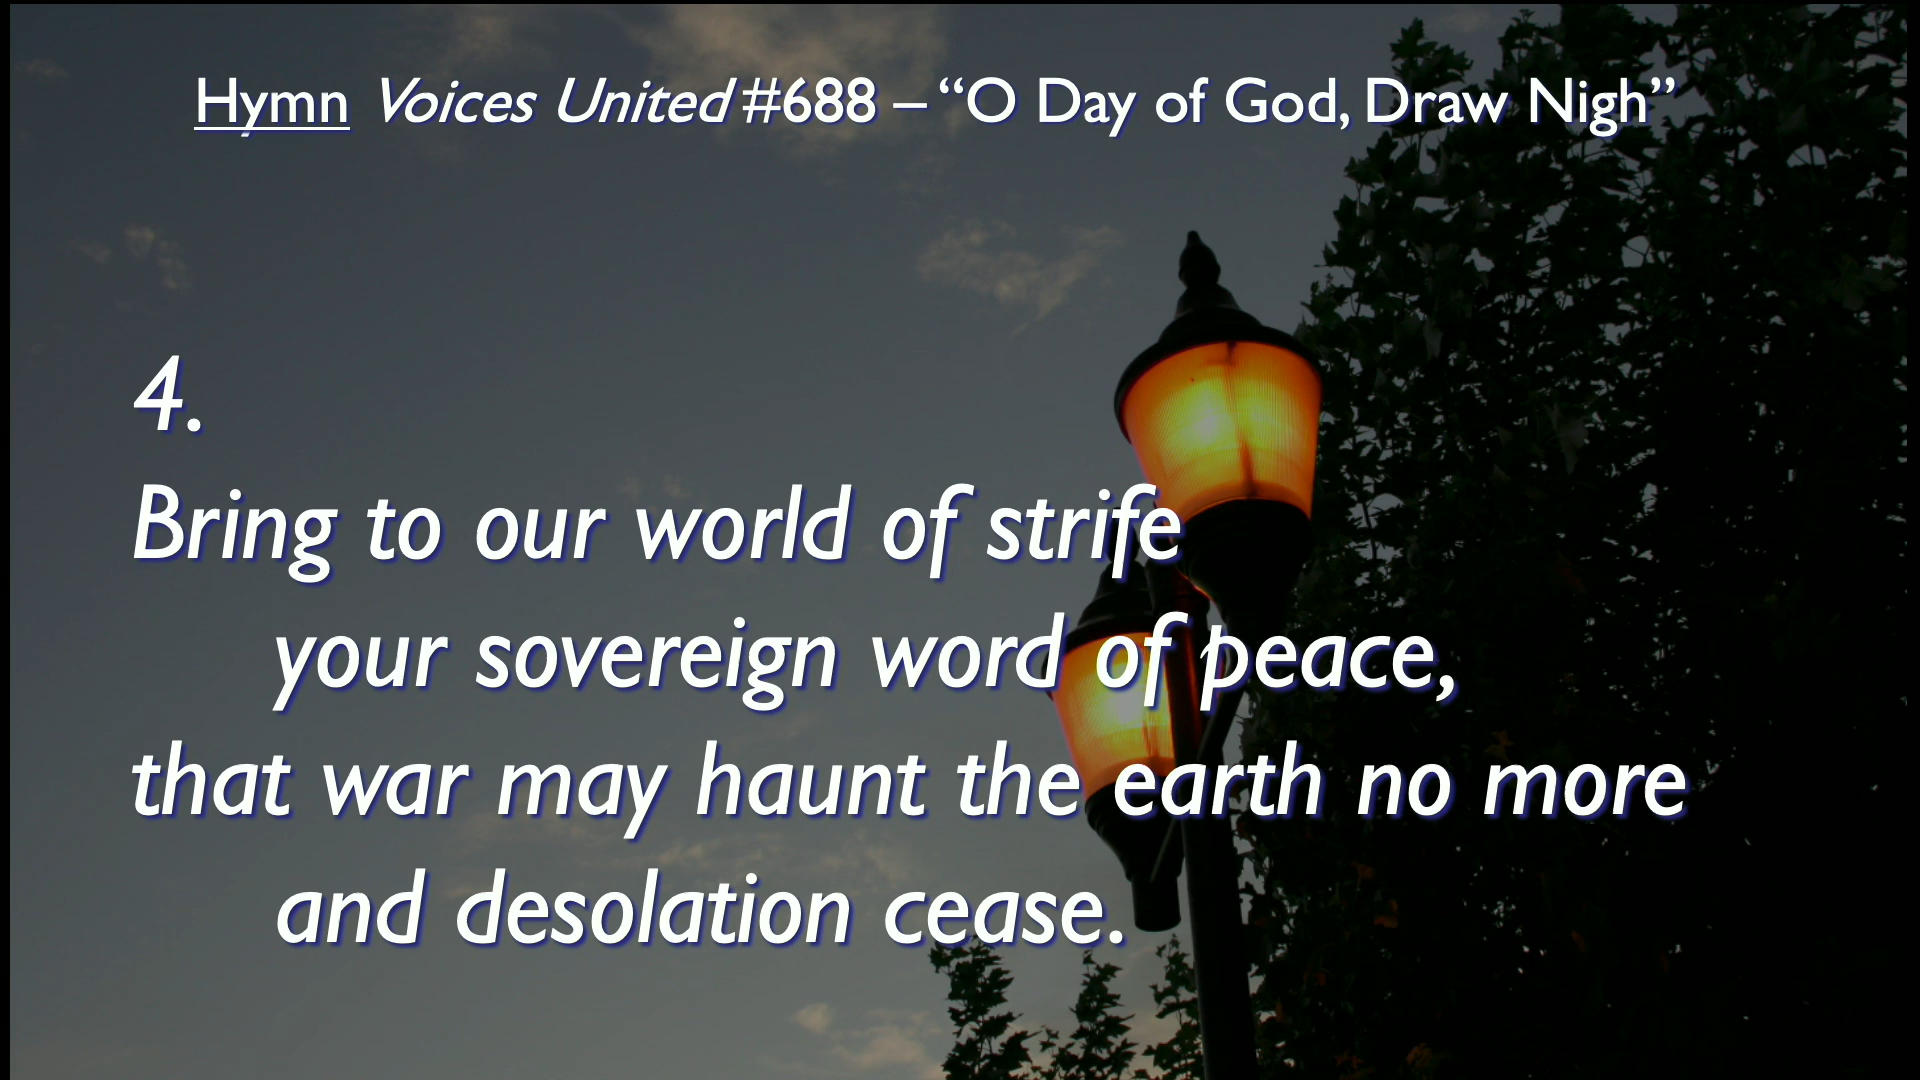 Hymn Voices United #688 – “O Day of God, Draw Nigh”
4.
Bring to our world of strife
your sovereign word of peace,
that war may haunt the earth no more
and desolation cease.